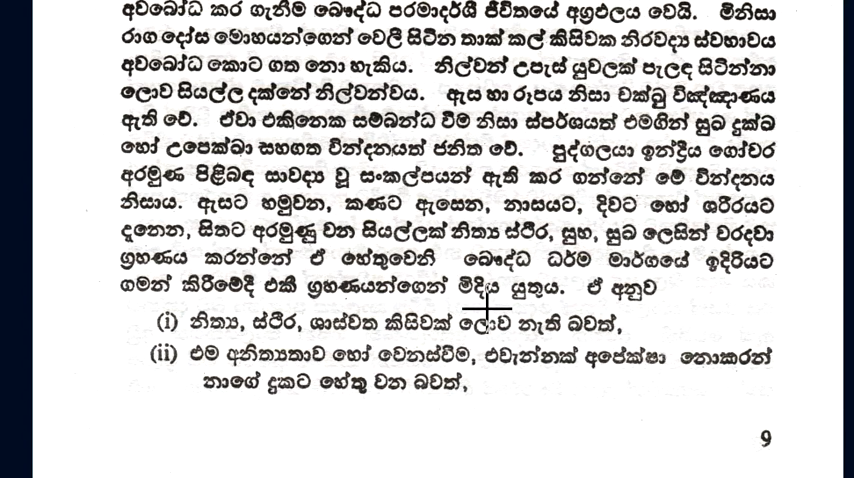 අවබෝධ කර ගැනීම බෞද්ධ පරමාදර්ශී ජීවිතයේ අග්‍රඵලය වෙයි. මිනිසා
රාග දෝස මොහයන්ගෙන් වෙලී සිටින තාක් කල් කිසිවක නිරවද්‍ය ස්වභාවය
අවබෝධ කොට ගත නො හැකිය. නිල්වන් උපැස් යුවලක් පැලඳ සිටින්නා
ලොව සියල්ල දක්නේ නිල්වන්වය. ඇස හා රූපය නිසා චක්ඛු විඤ්ඤාණය
ඇති වේ. ඒවා එකිනෙක සම්බන්ධ වීම නිසා ස්පර්ශයත් එමගින් සුඛ දුක්ඛ
හෝ උපෙක්ඛා සහගත වින්දනයත් ජනිත වේ. පුද්ගලයා ඉන්ද්‍රිය ගෝචර
අරමුණ පිළිබඳ සාවද්‍ය වූ සංකල්පයන් ඇති කර ගන්නේ මේ වින්දනය
නිසාය. ඇසට හමුවන, කණට ඇසෙන, නාසයට, දිවට හෝ ශරීරයට
දැනෙන, සිතට අරමුණු වන සියල්ලක් නිත්‍ය ස්ථිර, සුභ, සුඛ ලෙසින් වරදවා
ග්‍රහණය කරන්නේ ඒ හේතුවෙනි බෞද්ධ ධර්ම මාර්ගයේ ඉදිරියට
ගමන් කිරීමේදී එකී ග්‍රහණයන්ගෙන් මිදිය යුතුය. ඒ අනුව
(i) නිත්‍ය, ස්ථිර, ශාස්වත කිසිවක් ලොව නැති බවත්,
(ii) එම අනිත්‍යතාව හෝ වෙනස්වීම, එවැන්නක් අපේක්ෂා නොකරන්
නාගේ දුකට හේතු වන බවත්,
9